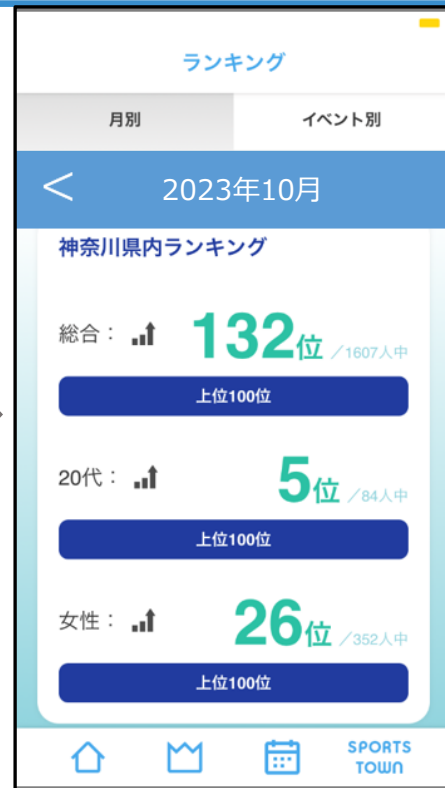 ランキング
月別 イベント別
< 2023年10月
神奈川県内ランキング
総合： 132位 ／1607人中
上位100位
20代： 5位 ／84人中
上位100位
女性： 26位 ／352人中
上位100位
SPORTS
TOWN